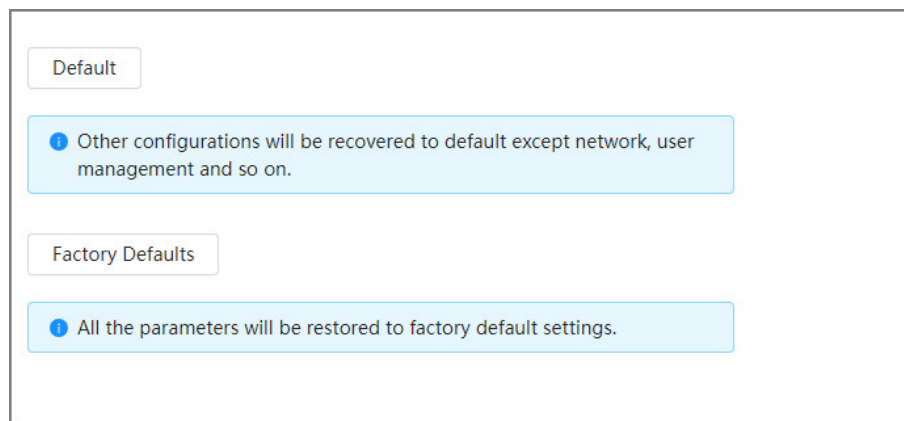 Default
Other configurations will be recovered to default except network, user
management and so on.
Factory Defaults
All the parameters will be restored to factory default settings.